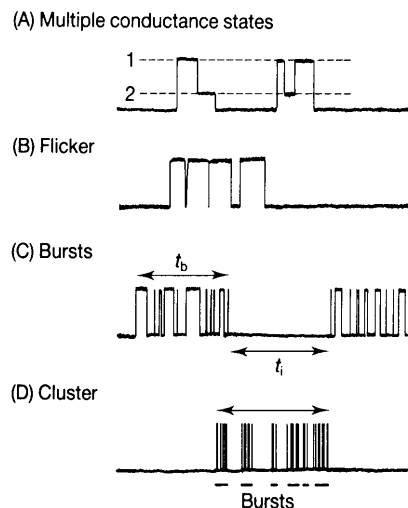 (A) Multiple conductance states
1
2
(B) Flicker
(C) Bursts
tb
ti
(D) Cluster
Bursts